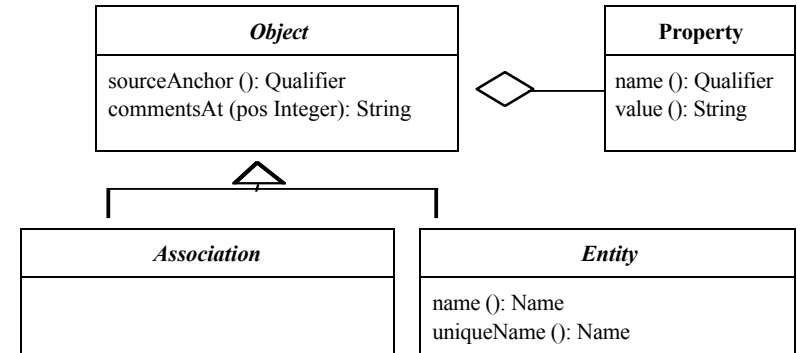 Object
sourceAnchor (): Qualifier
commentsAt (pos Integer): String
Property
name (): Qualifier
value (): String
Association
Entity
name (): Name
uniqueName (): Name